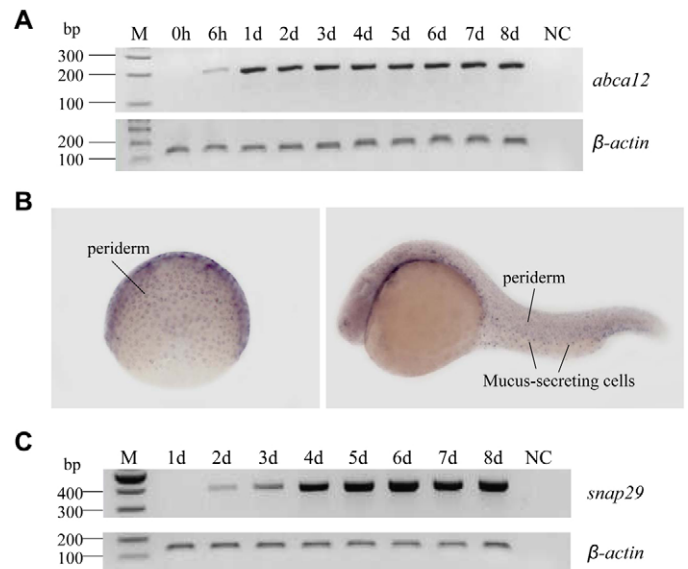 A
bp M 0h 6h 1d 2d 3d 4d 5d 6d 7d 8d NC
300
200
100
abca12
200
100
β-actin
B
periderm
periderm
Mucus-secreting cells
C
bp M 1d 2d 3d 4d 5d 6d 7d 8d NC
400
300
snap29
200
100
β-actin